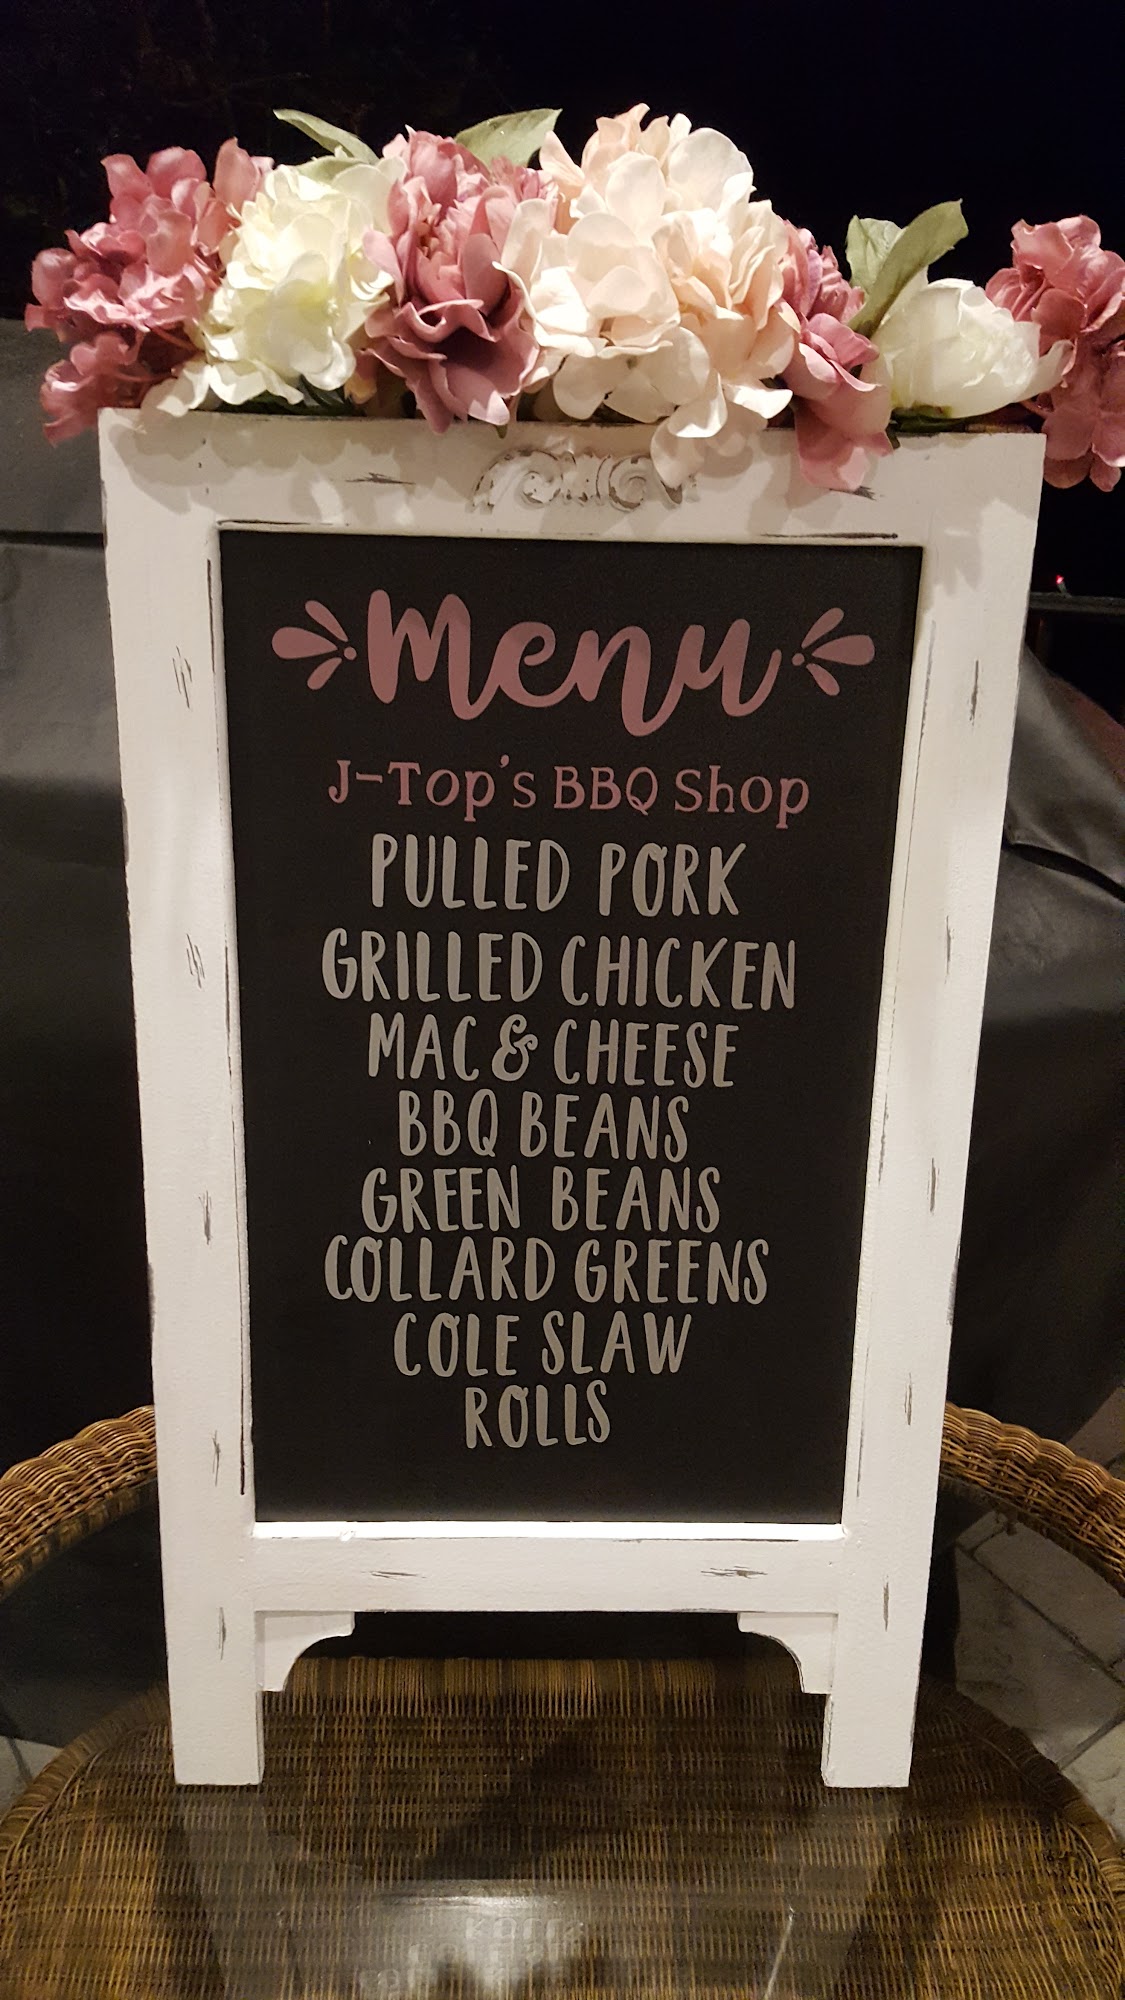 Menu
J-Top's BBQ Shop
PULLED PORK
GRILLED CHICKEN
MAC & CHEESE
BBQ BEANS
GREEN BEANS
COLLARD GREENS
COLE SLAW
ROLLS